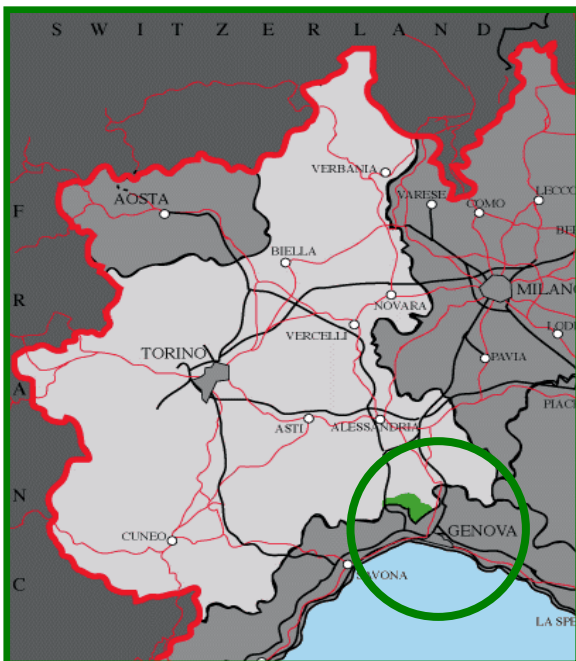 S W I T Z E R L A N D
VERBANIA
AOSTA
VARESE
COMO
LECCO
F
BER
BIELLA
R
MILANO
NOVARA
VERCELLI
LODI
TORINO
PAVIA
A
PIAC
ASTI
ALESSANDRIA
N
CUNEO
GENOVA
C
SAVONA
LA SPE